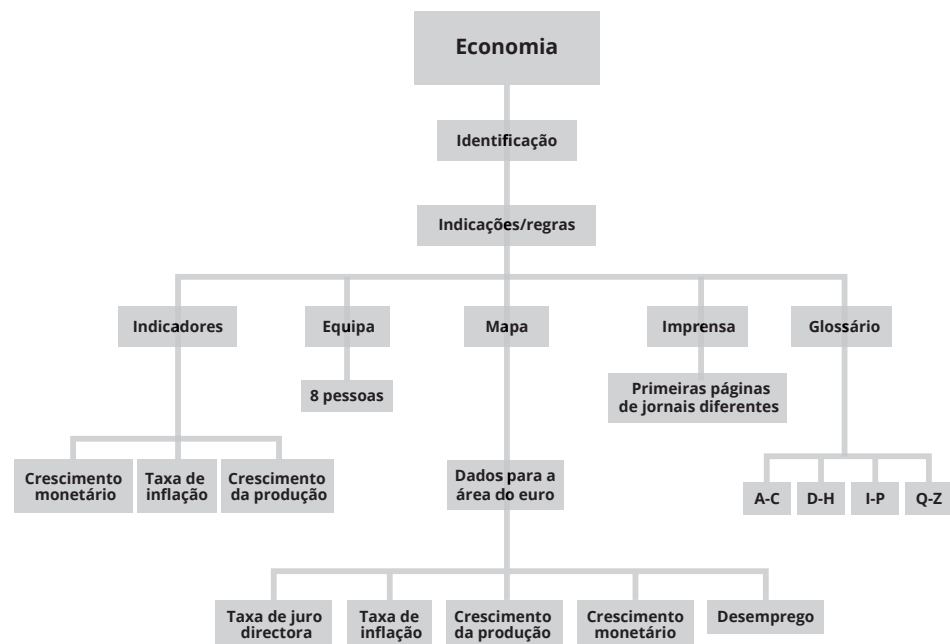 Economia
Identificação
Indicações/regras
Indicadores
Equipa
Mapa
Imprensa
Glossário
8 pessoas
Primeiras páginas
de jornais diferentes
Crescimento
monetário
Taxa de
inflação
Crescimento
da produção
Dados para a
área do euro
A-C
D-H
I-P
Q-Z
Taxa de juro
directora
Taxa de
inflação
Crescimento
da produção
Crescimento
monetário
Desemprego